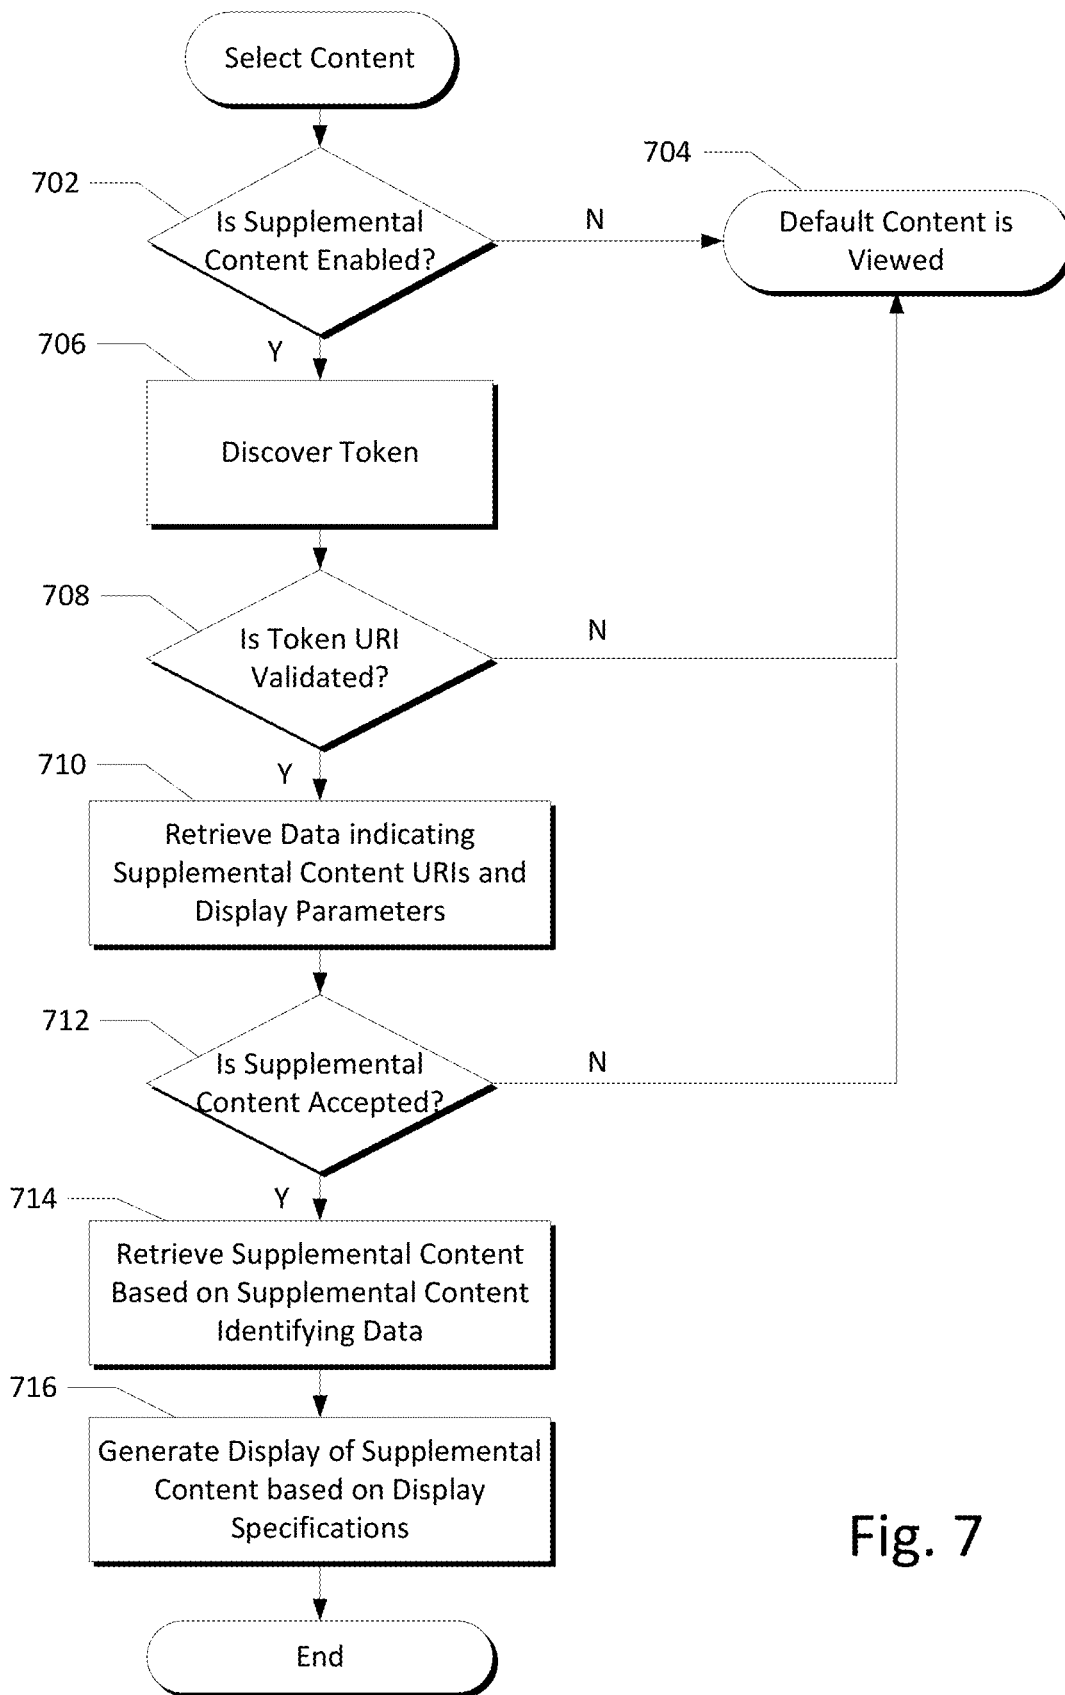 Select Content
704
702
Is Supplemental
Content Enabled?
N
Default Content is
Viewed
706
Y
Discover Token
708
Is Token URI
Validated?
N
710
Y
Retrieve Data indicating
Supplemental Content URIs and
Display Parameters
712
Is Supplemental
Content Accepted?
N
714
Y
Retrieve Supplemental Content
Based on Supplemental Content
Identifying Data
716
Generate Display of Supplemental
Content based on Display
Specifications
Fig. 7
End